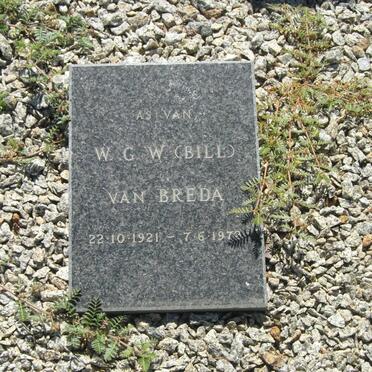 AS VAN
W. G. W. (BILL)
VAN BREDA
22·10·1921 – 7·6·1973